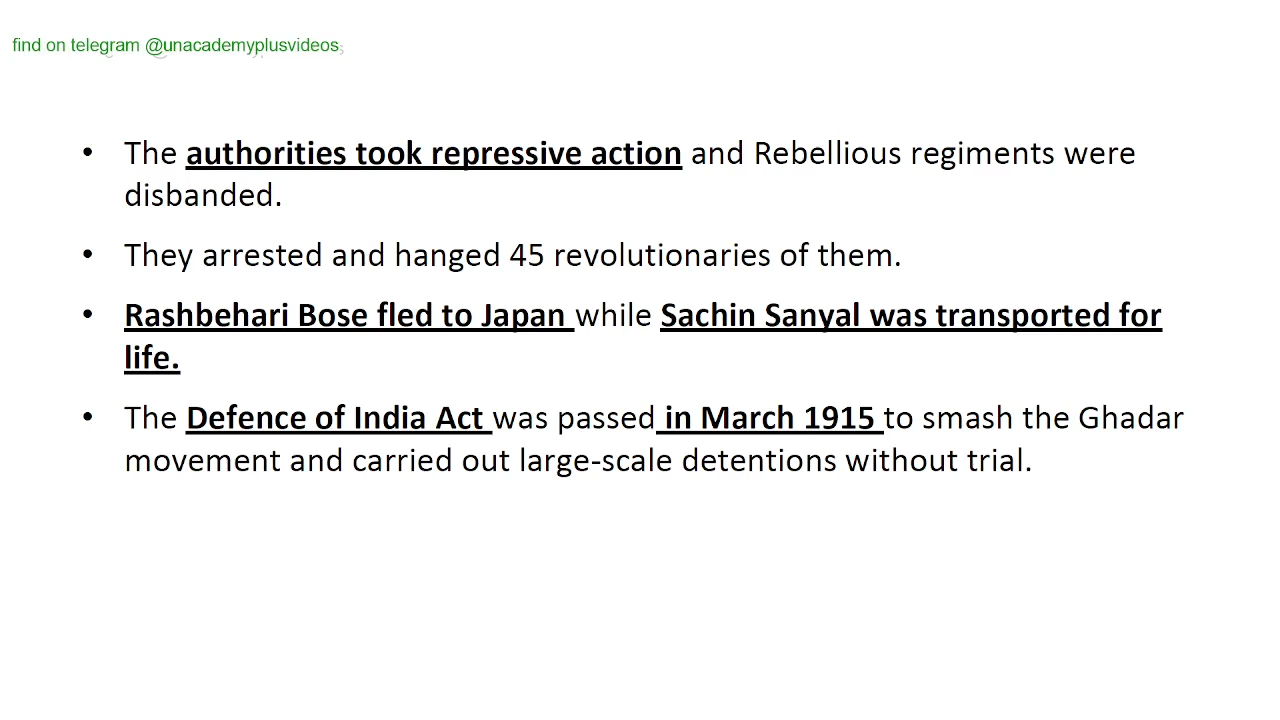 find on telegram @unacademyplusvideos
• The authorities took repressive action and Rebellious regiments were
disbanded.
• They arrested and hanged 45 revolutionaries of them.
• Rashbehari Bose fled to Japan while Sachin Sanyal was transported for
life.
• The Defence of India Act was passed in March 1915 to smash the Ghadar
movement and carried out large-scale detentions without trial.